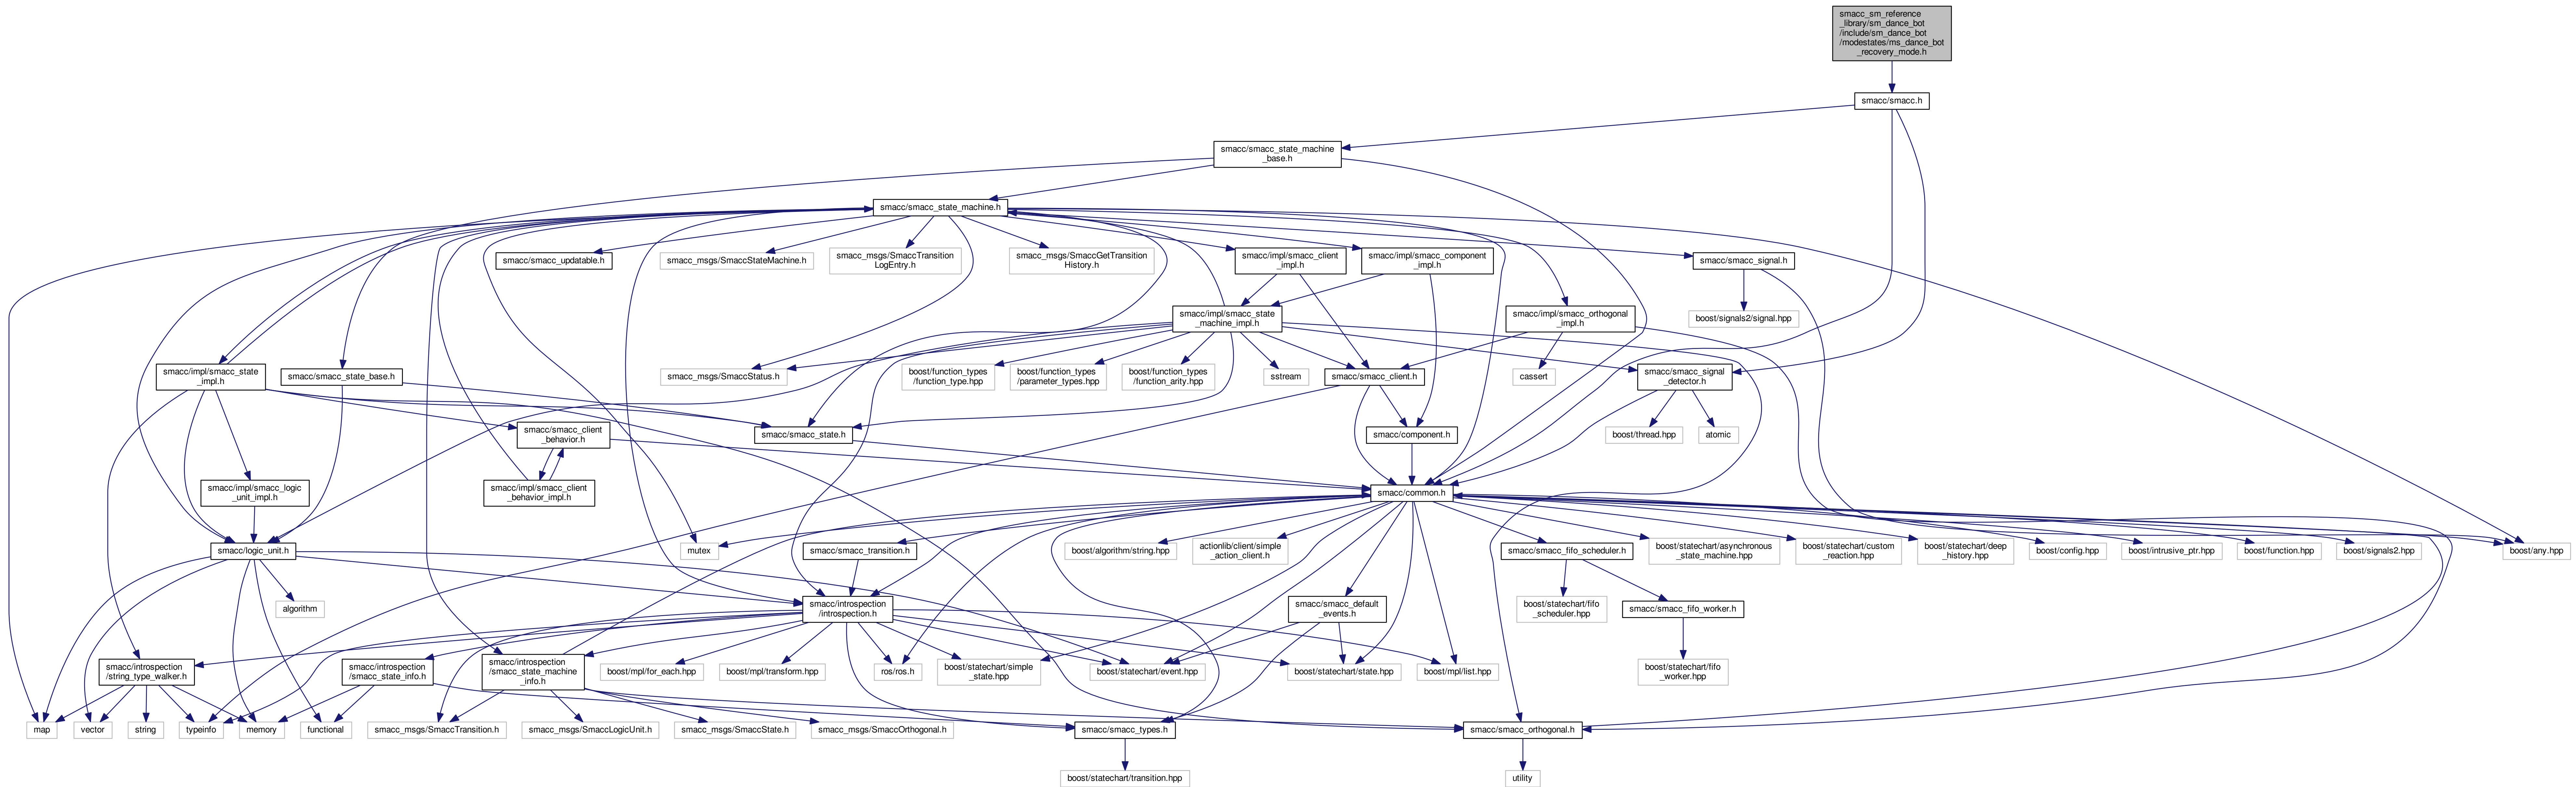 smacc_sm_reference
_library/sm_dance_bot
/include/sm_dance_bot
/modestates/ms_dance_bot
_recovery_mode.h
smacc/smacc.h
smacc/smacc_state_machine
_base.h
smacc/smacc_state_machine.h
smacc/smacc_updatable.h
smacc_msgs/SmaccStateMachine.h
smacc_msgs/SmaccTransition
LogEntry.h
smacc_msgs/SmaccGetTransition
History.h
smacc/impl/smacc_client
_impl.h
smacc/impl/smacc_component
_impl.h
smacc/smacc_signal.h
smacc/impl/smacc_state
_machine_impl.h
smacc/impl/smacc_orthogonal
_impl.h
boost/signals2/signal.hpp
smacc/impl/smacc_state
_impl.h
smacc/smacc_state_base.h
smacc_msgs/SmaccStatus.h
boost/function_types
/function_type.hpp
boost/function_types
/parameter_types.hpp
boost/function_types
/function_arity.hpp
sstream
smacc/smacc_client.h
cassert
smacc/smacc_signal
_detector.h
smacc/smacc_client
_behavior.h
smacc/smacc_state.h
smacc/component.h
boost/thread.hpp
atomic
smacc/impl/smacc_logic
_unit_impl.h
smacc/impl/smacc_client
_behavior_impl.h
smacc/common.h
smacc/logic_unit.h
mutex
smacc/smacc_transition.h
boost/algorithm/string.hpp
actionlib/client/simple
_action_client.h
smacc/smacc_fifo_scheduler.h
boost/statechart/asynchronous
_state_machine.hpp
boost/statechart/custom
_reaction.hpp
boost/statechart/deep
_history.hpp
boost/config.hpp
boost/intrusive_ptr.hpp
boost/function.hpp
boost/signals2.hpp
boost/any.hpp
algorithm
smacc/introspection
/introspection.h
smacc/smacc_default
_events.h
boost/statechart/fifo
_scheduler.hpp
smacc/smacc_fifo_worker.h
smacc/introspection
/string_type_walker.h
smacc/introspection
/smacc_state_info.h
smacc/introspection
/smacc_state_machine
_info.h
boost/mpl/for_each.hpp
boost/mpl/transform.hpp
ros/ros.h
boost/statechart/simple
_state.hpp
boost/statechart/event.hpp
boost/statechart/state.hpp
boost/mpl/list.hpp
boost/statechart/fifo
_worker.hpp
map
vector
string
typeinfo
memory
functional
smacc_msgs/SmaccTransition.h
smacc_msgs/SmaccLogicUnit.h
smacc_msgs/SmaccState.h
smacc_msgs/SmaccOrthogonal.h
smacc/smacc_types.h
smacc/smacc_orthogonal.h
boost/statechart/transition.hpp
utility